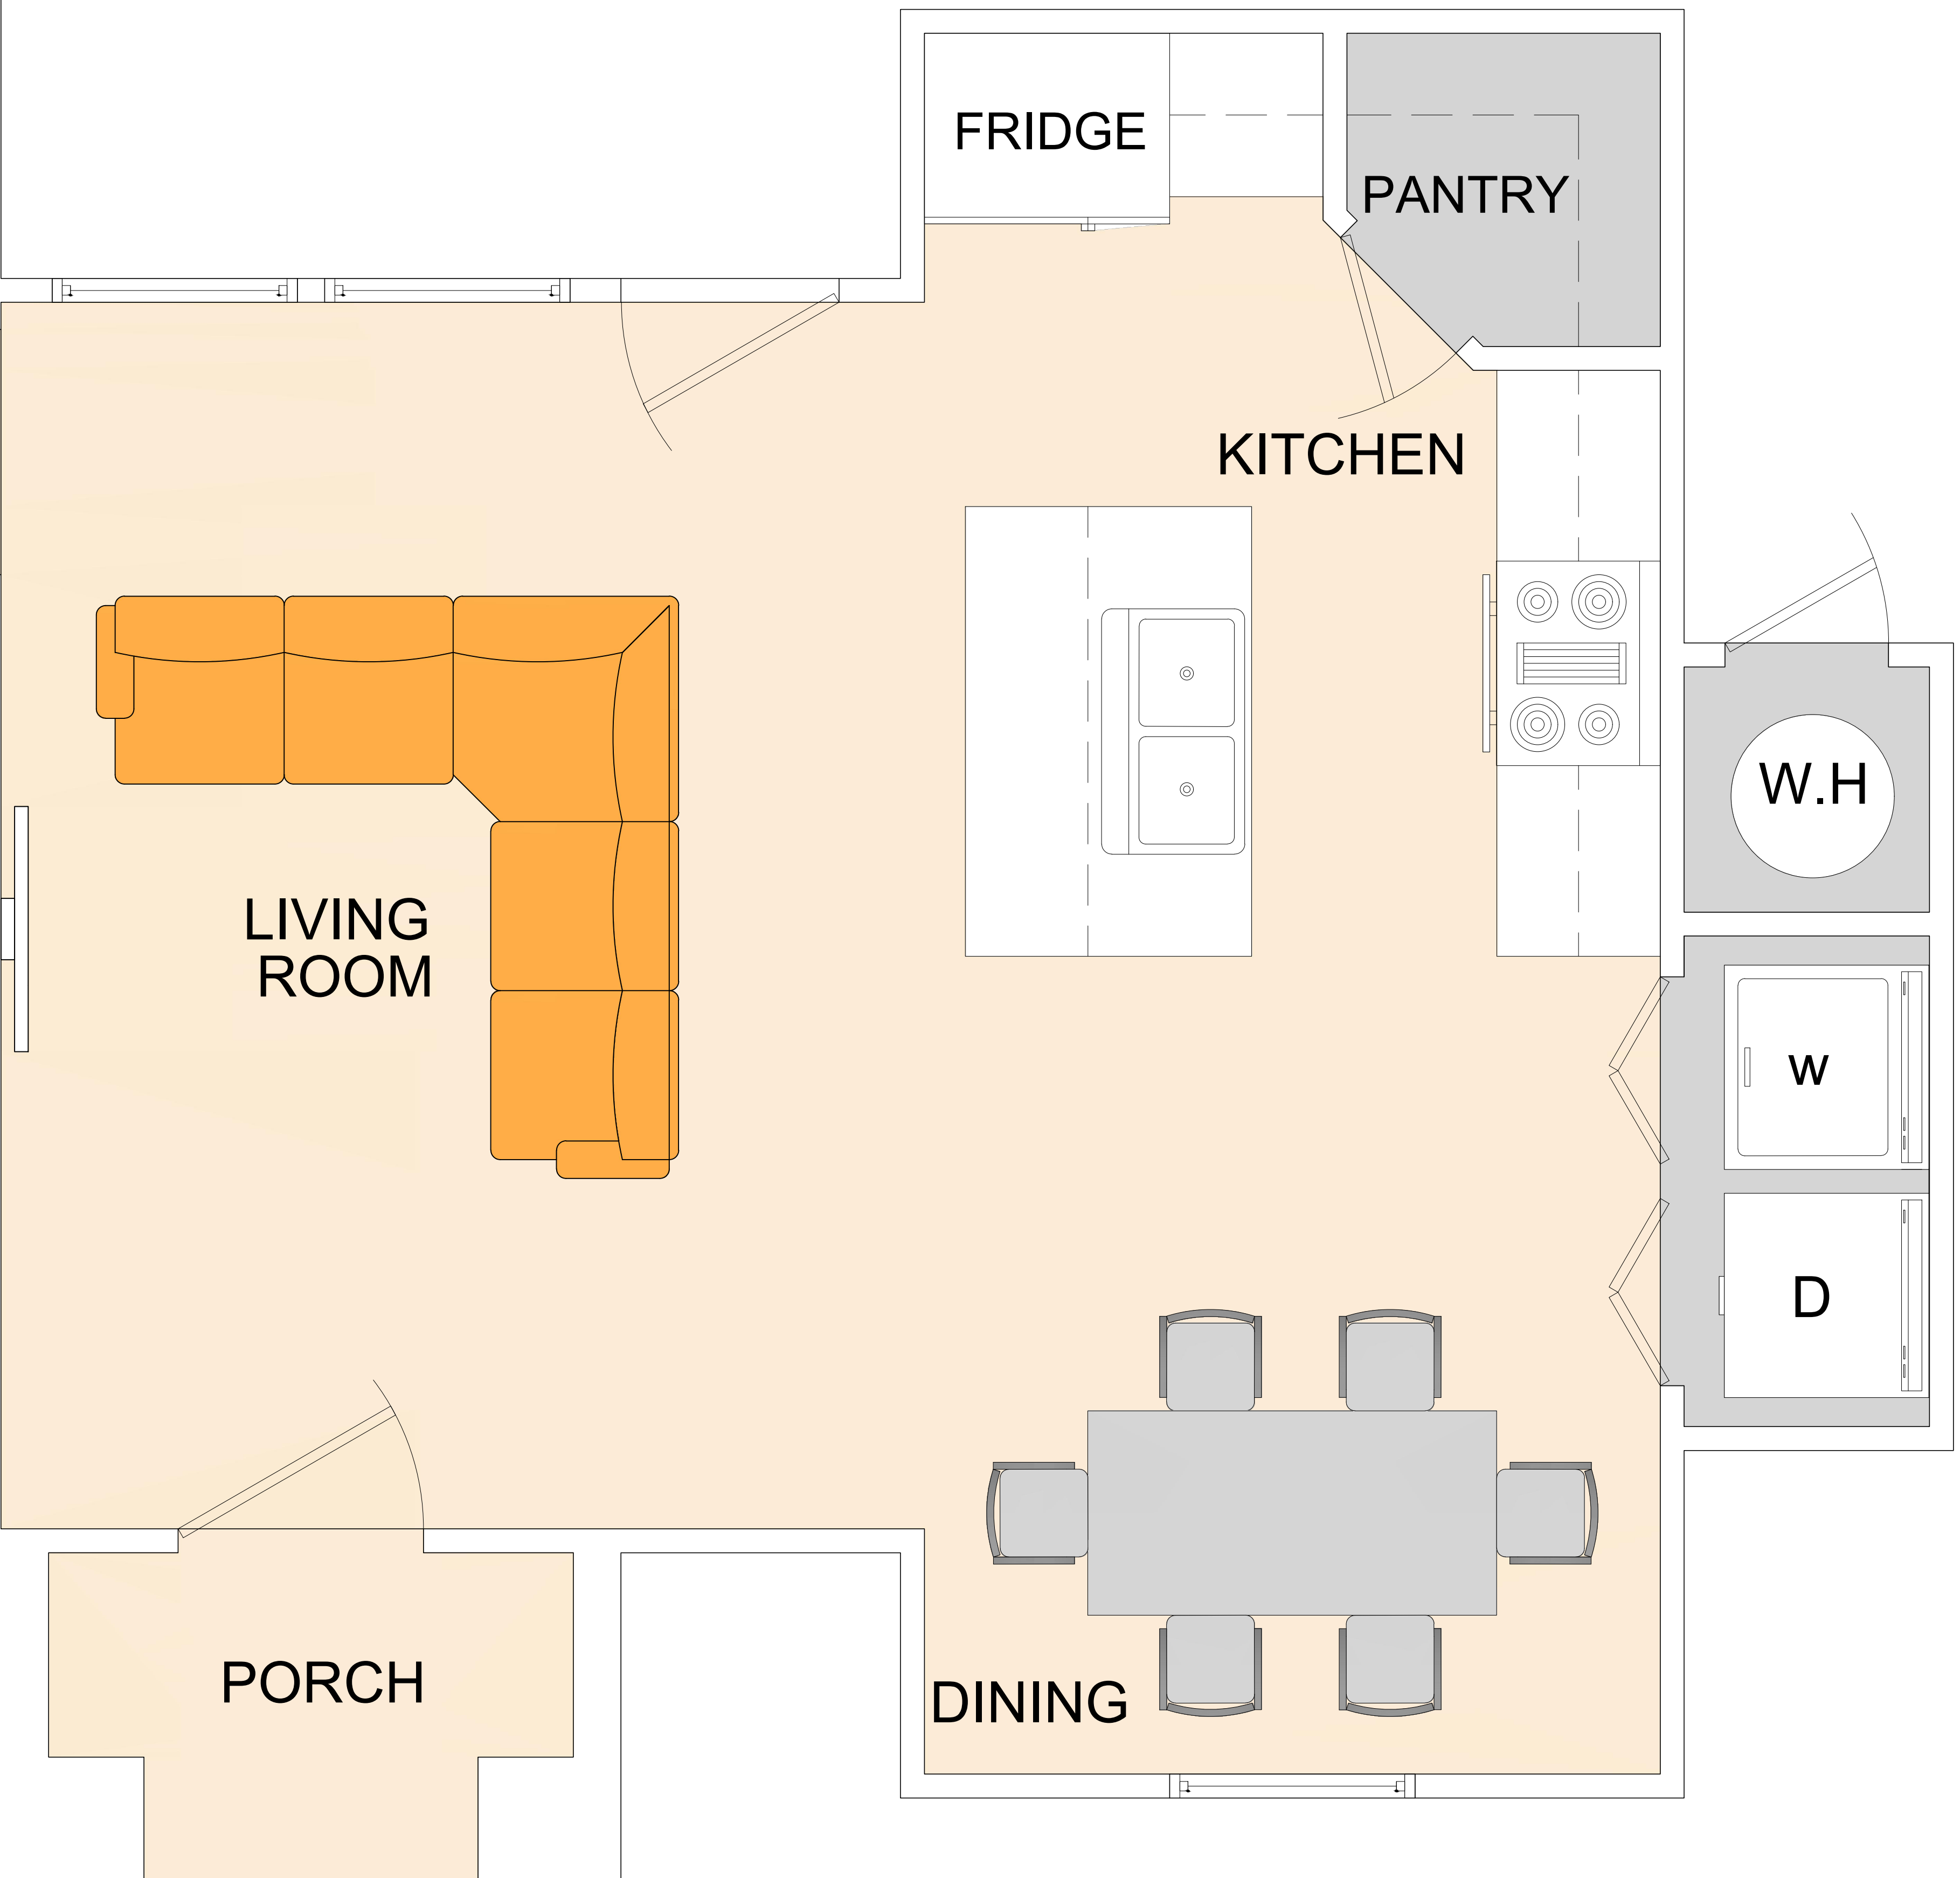 FRIDGE
PANTRY
KITCHEN
W.H
LIVING
ROOM
w
D
PORCH
DINING